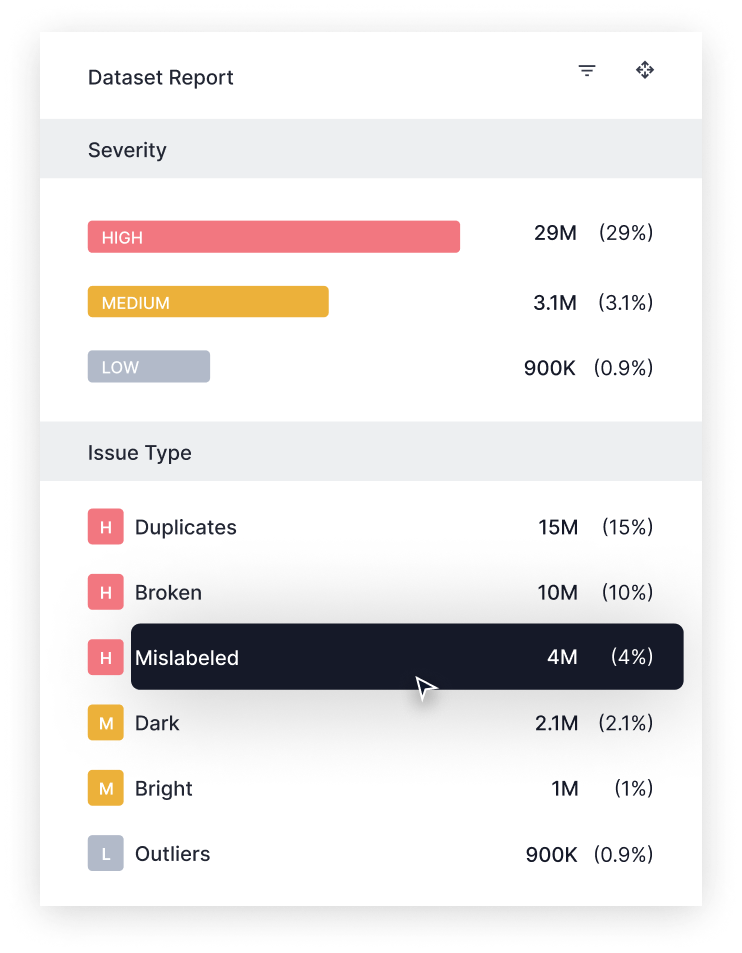 Dataset Report
Severity
HIGH 29M (29%)
MEDIUM 3.1M (3.1%)
LOW 900K (0.9%)
Issue Type
H Duplicates 15M (15%)
H Broken 10M (10%)
H Mislabeled 4M (4%)
M Dark 2.1M (2.1%)
M Bright 1M (1%)
L Outliers 900K (0.9%)